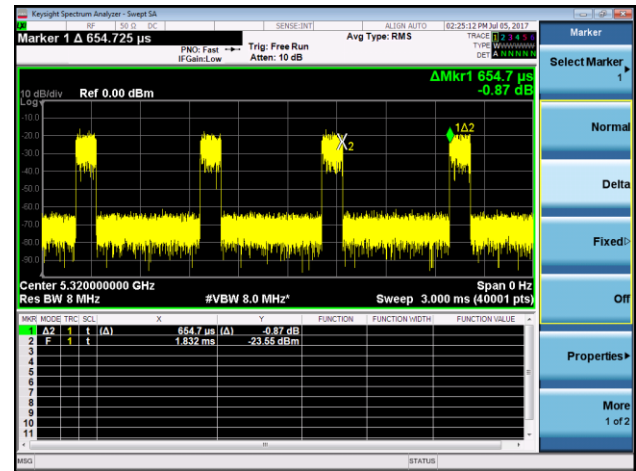 Keysight Spectrum Analyzer - Swept SA
RF 50 Ω DC SENSE:INT ALIGN AUTO 02:25:12 PM Jul 05, 2017
Marker 1 Δ 654.725 µs
PNO: Fast Trig: Free Run Avg Type: RMS TRACE 1 2 3 4 5 6
IFGain:Low Atten: 10 dB TYPE WWWWWW
DET A NNNNN
ΔMkr1 654.7 µs
-0.87 dB
10 dB/div Ref 0.00 dBm
Log
-10.0
-20.0
-30.0
-40.0
-50.0
-60.0
-70.0
-80.0
-90.0
X2
1Δ2
Center 5.320000000 GHz Span 0 Hz
Res BW 8 MHz #VBW 8.0 MHz* Sweep 3.000 ms (40001 pts)
MKR MODE TRC SCL X Y FUNCTION FUNCTION WIDTH FUNCTION VALUE
1 Δ2 1 t (Δ) 654.7 µs (Δ) -0.87 dB
2 F 1 t 1.832 ms -23.55 dBm
3
4
5
6
7
8
9
10
11
MSG STATUS
Marker
Select Marker
1
Normal
Delta
Fixed
Off
Properties
More
1 of 2